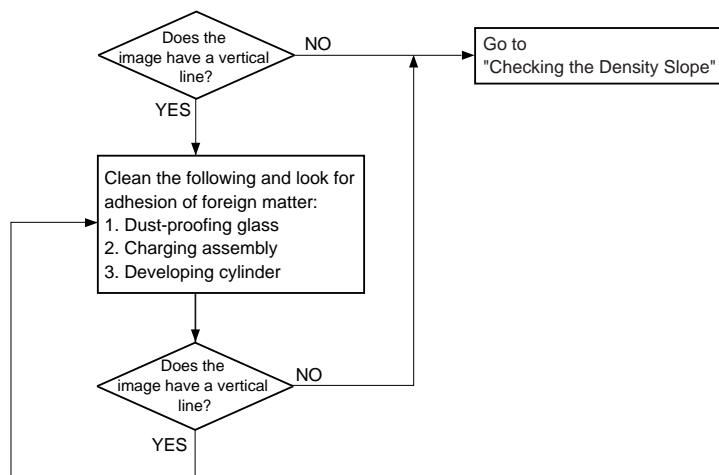 Does the
image have a vertical
line?
NO
Go to
"Checking the Density Slope"
YES
Clean the following and look for
adhesion of foreign matter:
1. Dust-proofing glass
2. Charging assembly
3. Developing cylinder
Does the
image have a vertical
line?
NO
YES